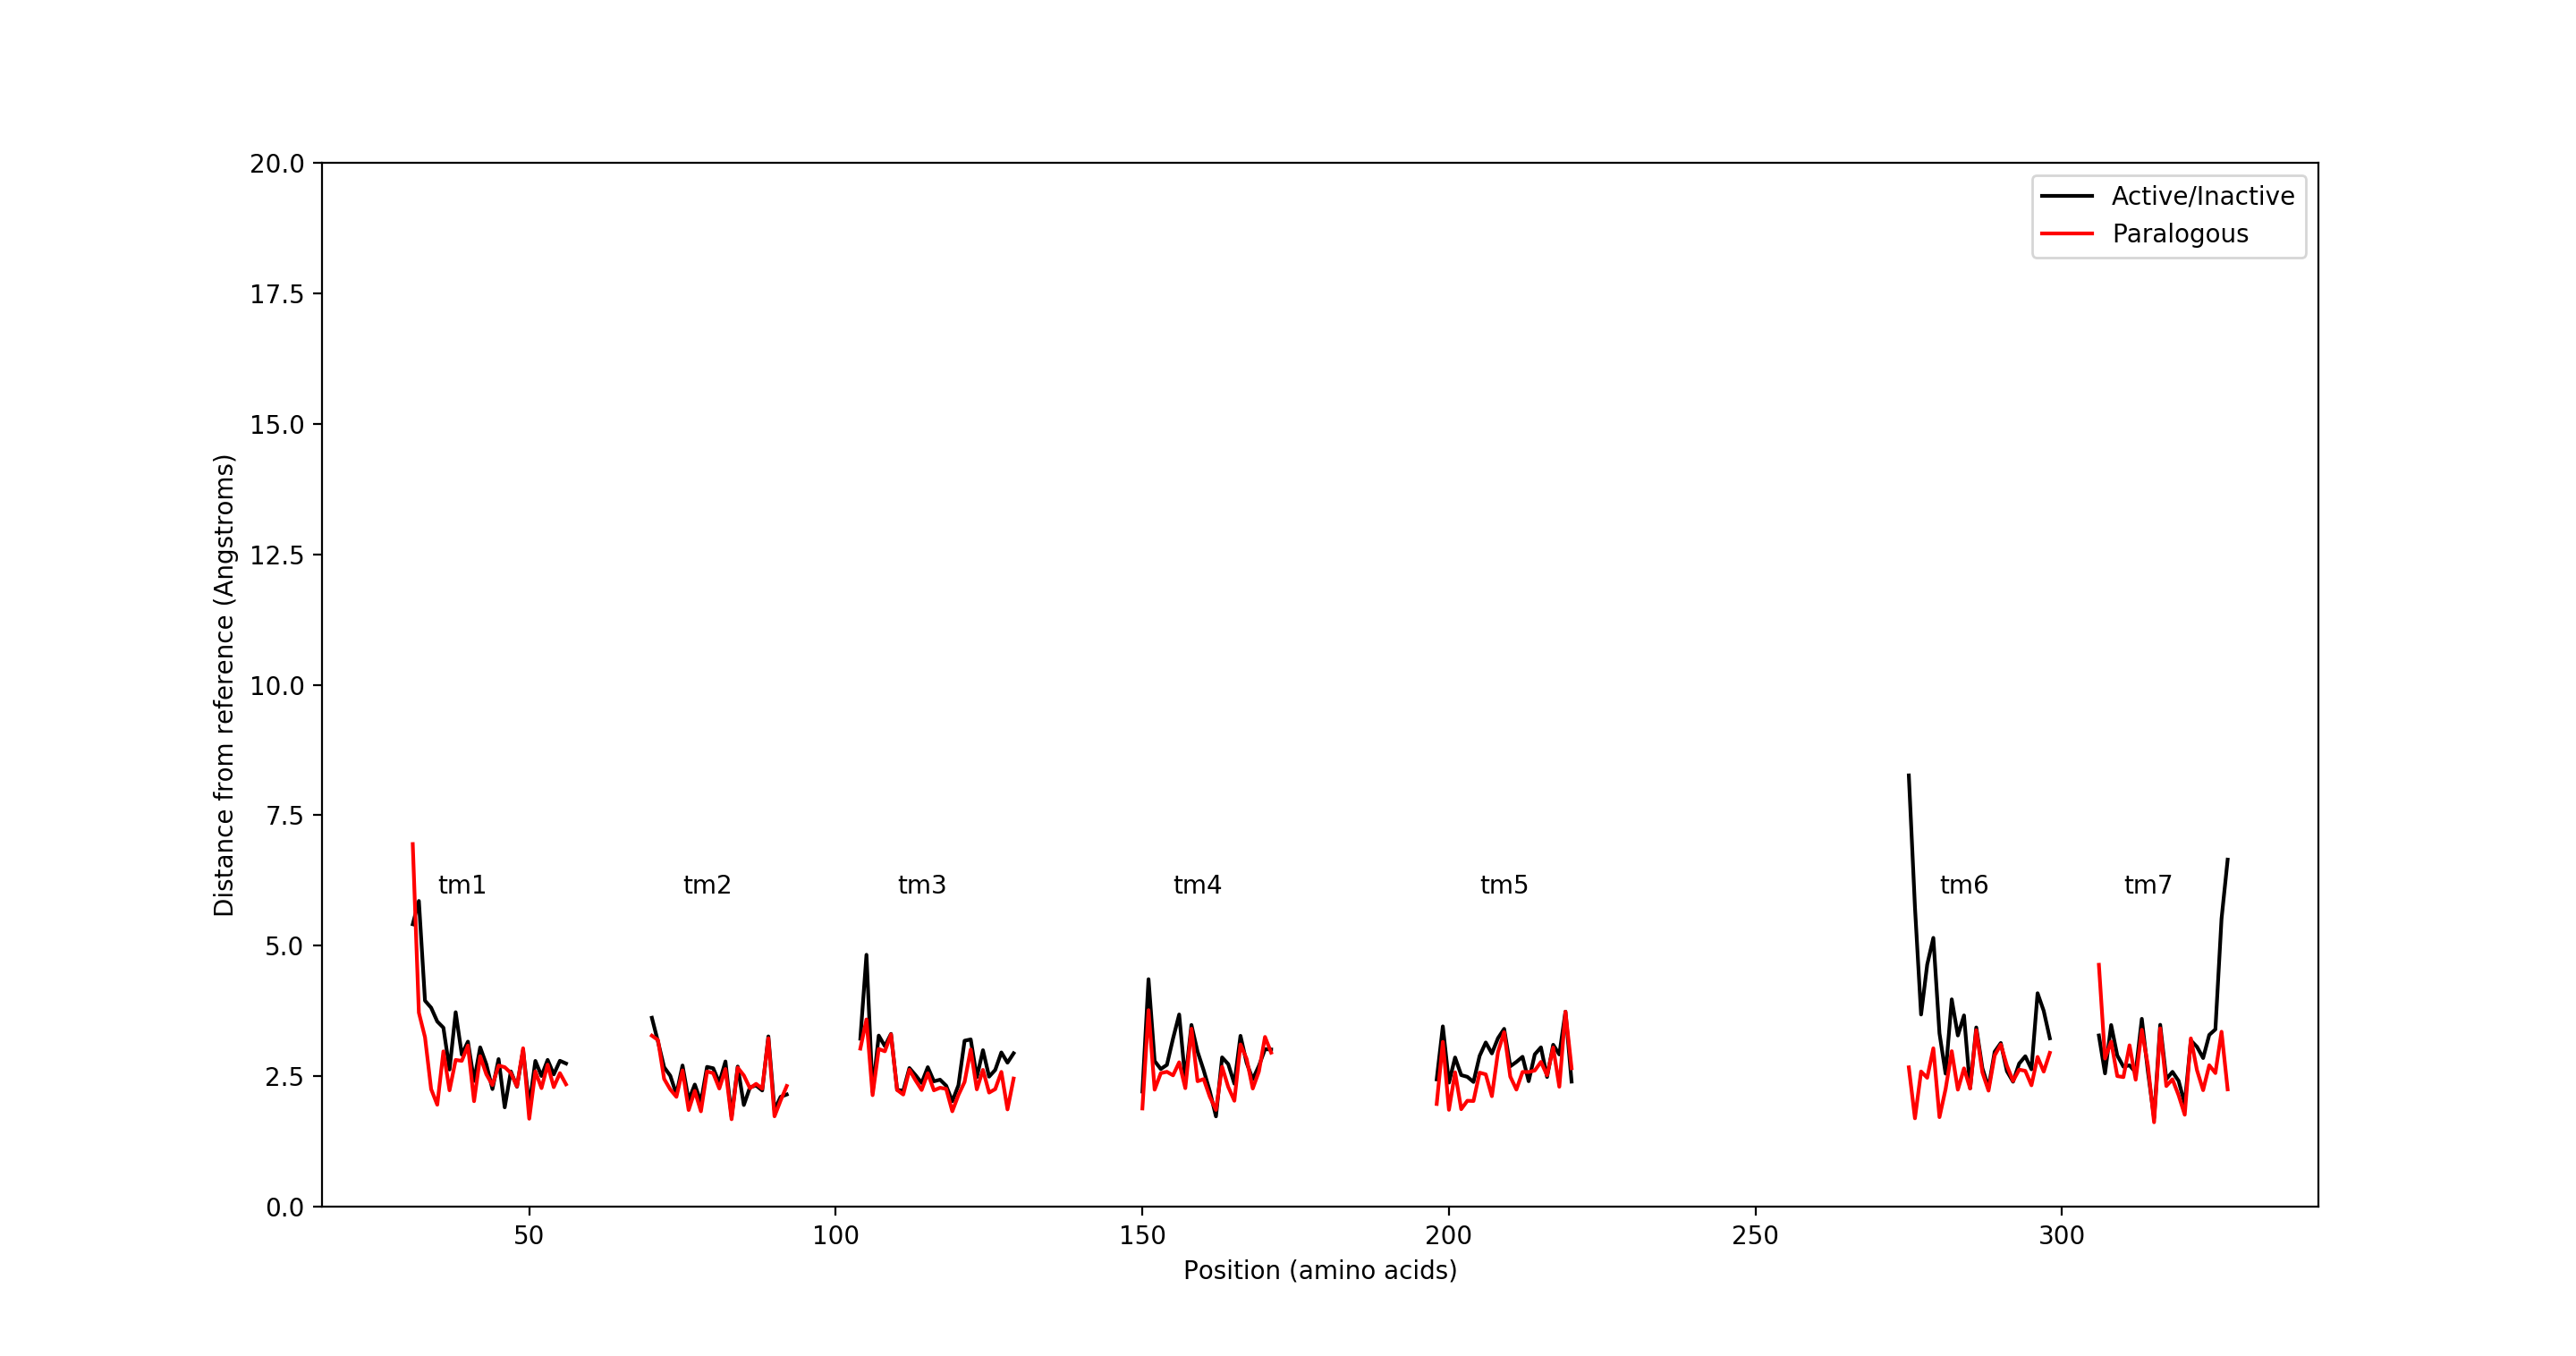 20.0
17.5
15.0
12.5
10.0
7.5
5.0
2.5
0.0
Distance from reference (Angstroms)
Active/Inactive
Paralogous
tm1 tm2 tm3 tm4 tm5 tm6 tm7
50 100 150 200 250 300
Position (amino acids)